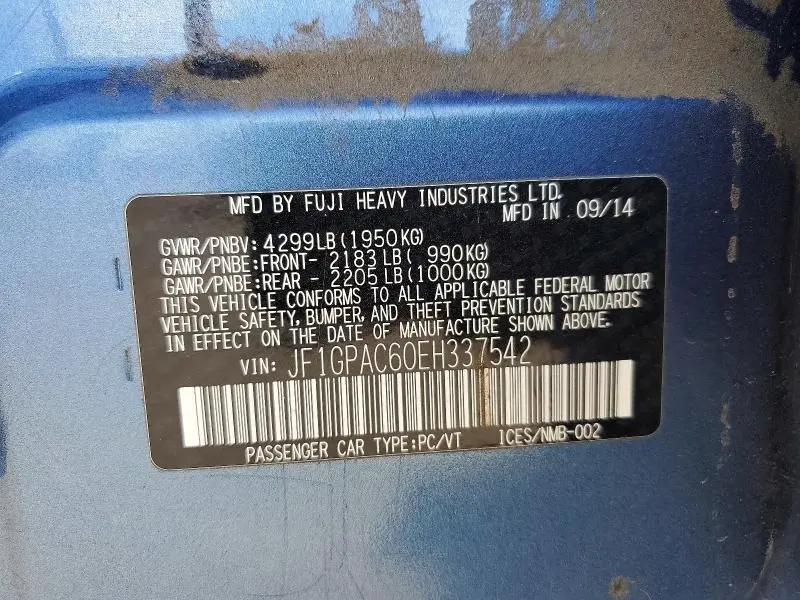 MFD BY FUJI HEAVY INDUSTRIES LTD.
MFD IN 09/14
GVWR/PNBV: 4299LB(1950KG)
GAWR/PNBE:FRONT- 2183LB( 990KG)
GAWR/PNBE:REAR - 2205LB(1000KG)
THIS VEHICLE CONFORMS TO ALL APPLICABLE FEDERAL MOTOR
VEHICLE SAFETY, BUMPER, AND THEFT PREVENTION STANDARDS
IN EFFECT ON THE DATE OF MANUFACTURE SHOWN ABOVE.
VIN: JF1GPAC60EH337542
PASSENGER CAR TYPE:PC/VT ICES/NMB-002